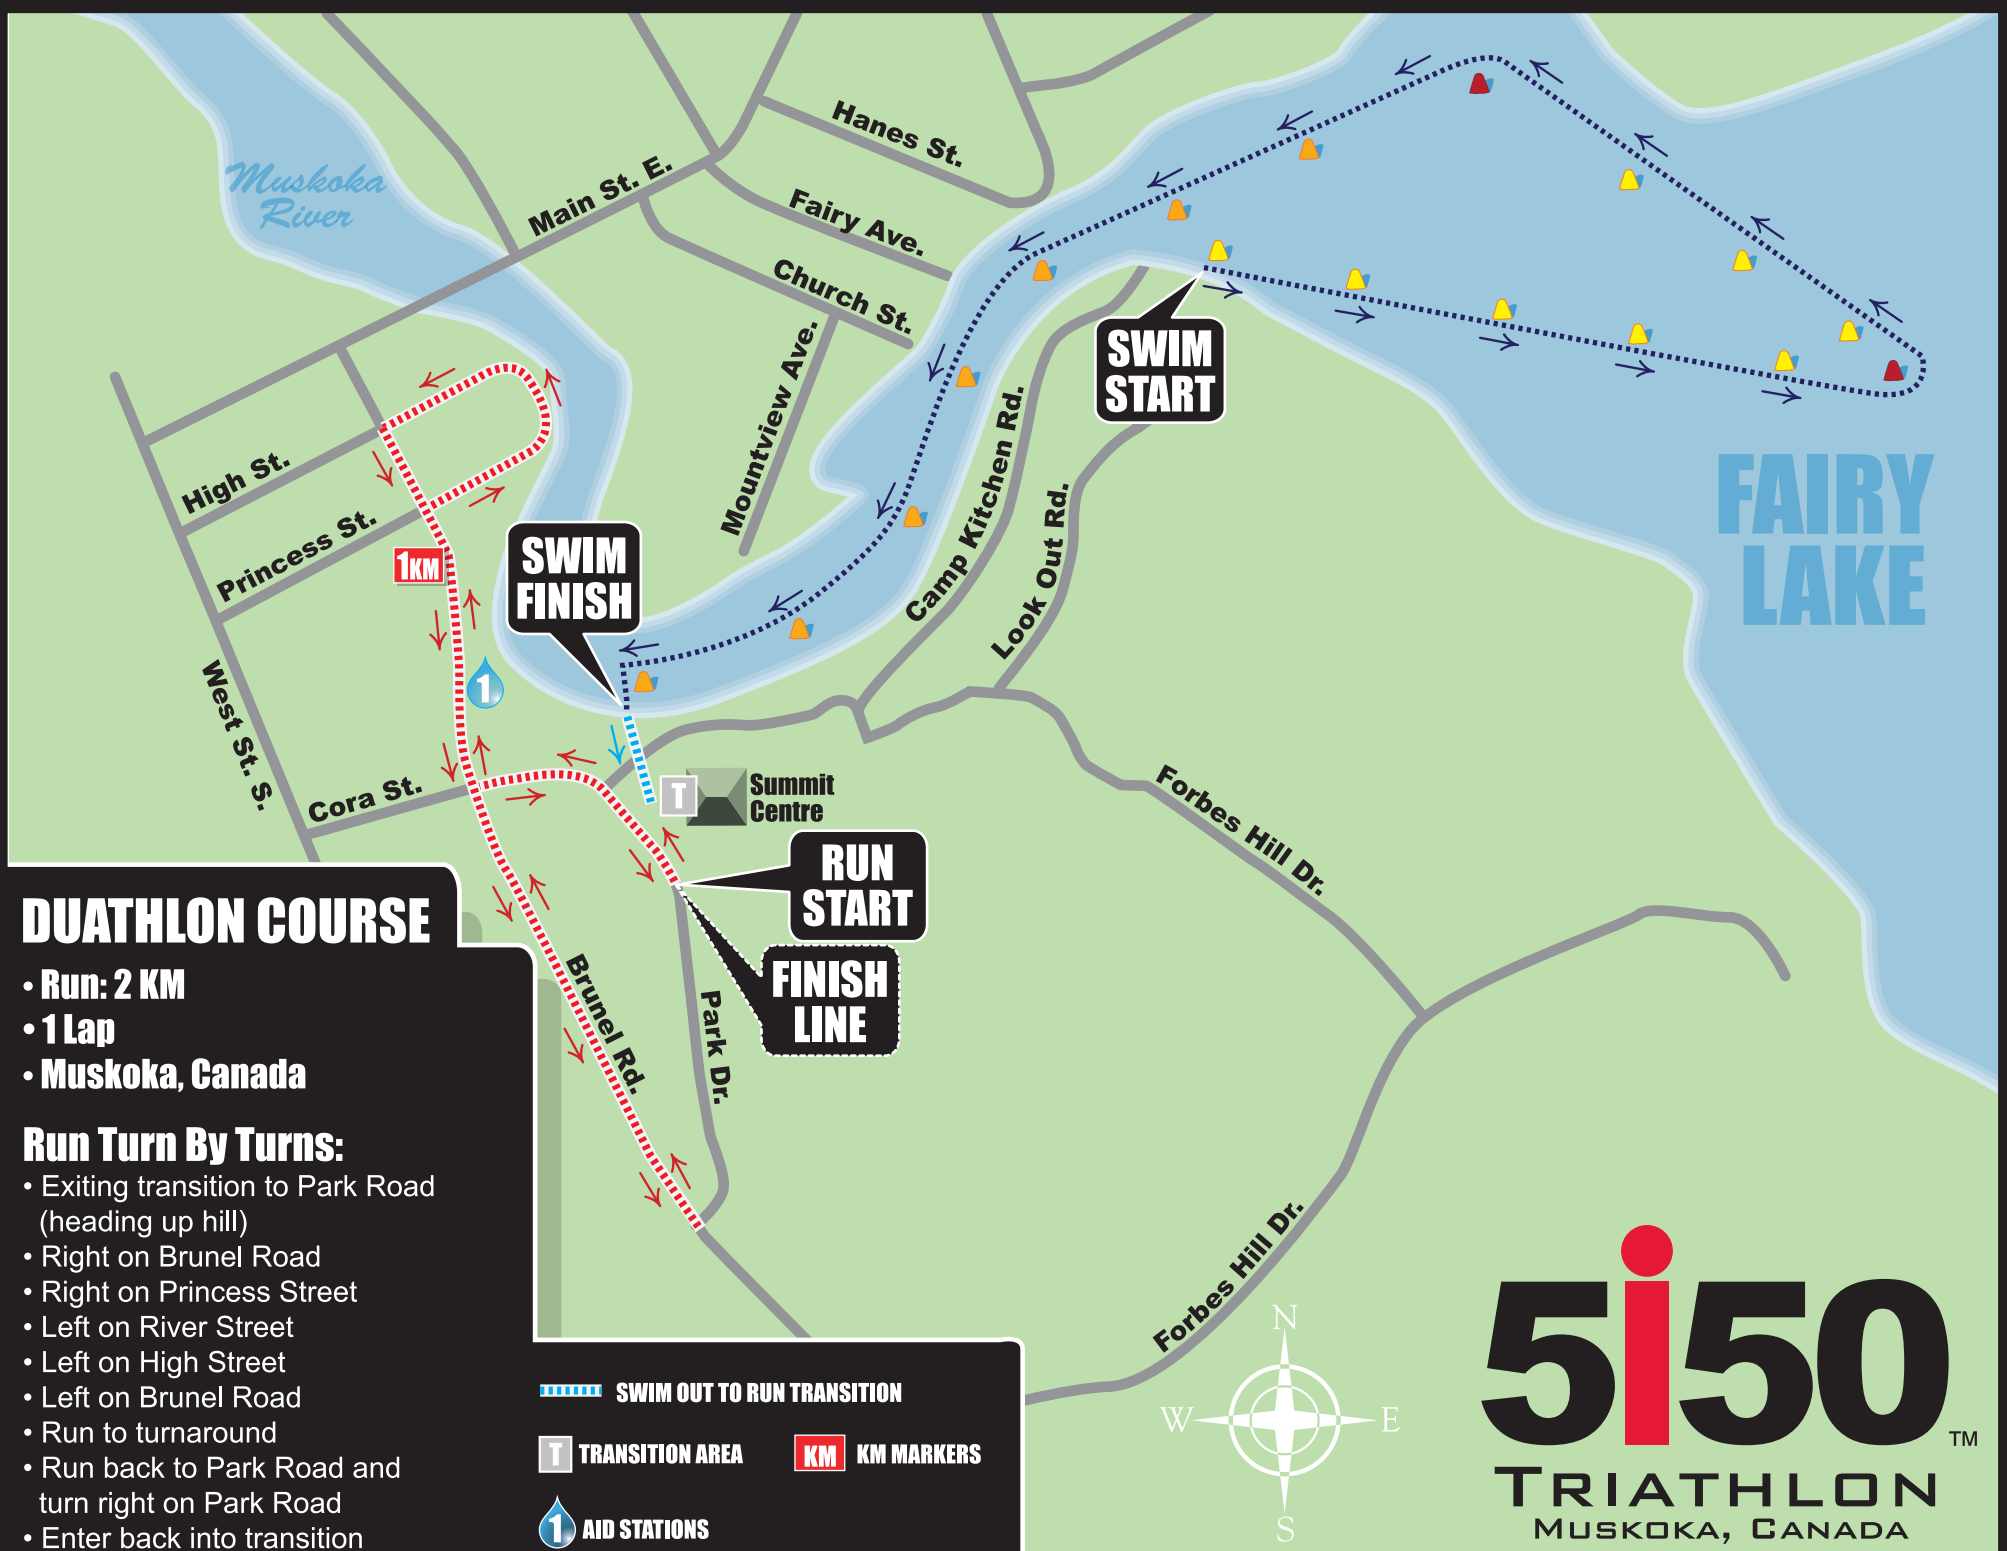 Muskoka
River
Main St. E.
Hanes St.
Fairy Ave.
Church St.
Mountview Ave.
High St.
Princess St.
West St. S.
Cora St.
1KM
1
SWIM
FINISH
SWIM
START
Camp Kitchen Rd.
Look Out Rd.
FAIRY
LAKE
T
Summit
Centre
RUN
START
FINISH
LINE
Brunel Rd.
Park Dr.
Forbes Hill Dr.
Forbes Hill Dr.
DUATHLON COURSE
• Run: 2 KM
• 1 Lap
• Muskoka, Canada
Run Turn By Turns:
• Exiting transition to Park Road
(heading up hill)
• Right on Brunel Road
• Right on Princess Street
• Left on River Street
• Left on High Street
• Left on Brunel Road
• Run to turnaround
• Run back to Park Road and
turn right on Park Road
• Enter back into transition
SWIM OUT TO RUN TRANSITION
T TRANSITION AREA
KM KM MARKERS
1 AID STATIONS
N
W E
S
5i50 ™
TRIATHLON
MUSKOKA, CANADA